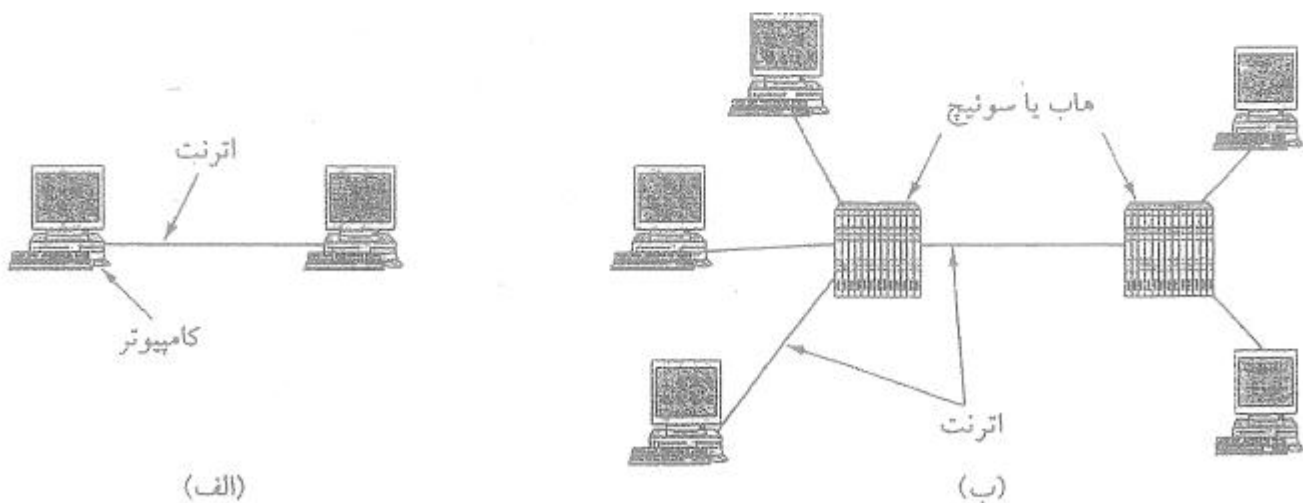 هاب یا سوئیچ
اترنت
کامپیوتر
اترنت
(الف)
(ب)